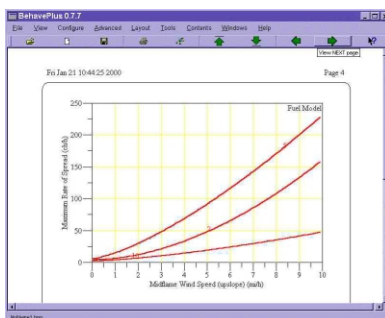 BehavePlus 0.7.7
File View Configure Advanced Layout Tools Contents Windows Help
View NEXT page
Fri Jan 21 10:44:25 2000 Page 4
Fuel Model
250
200
150
100
50
0
0 1 2 3 4 5 6 7 8 9 10
Maximum Rate of Spread (ch/h)
Midflame Wind Speed (upslope) (mi/h)